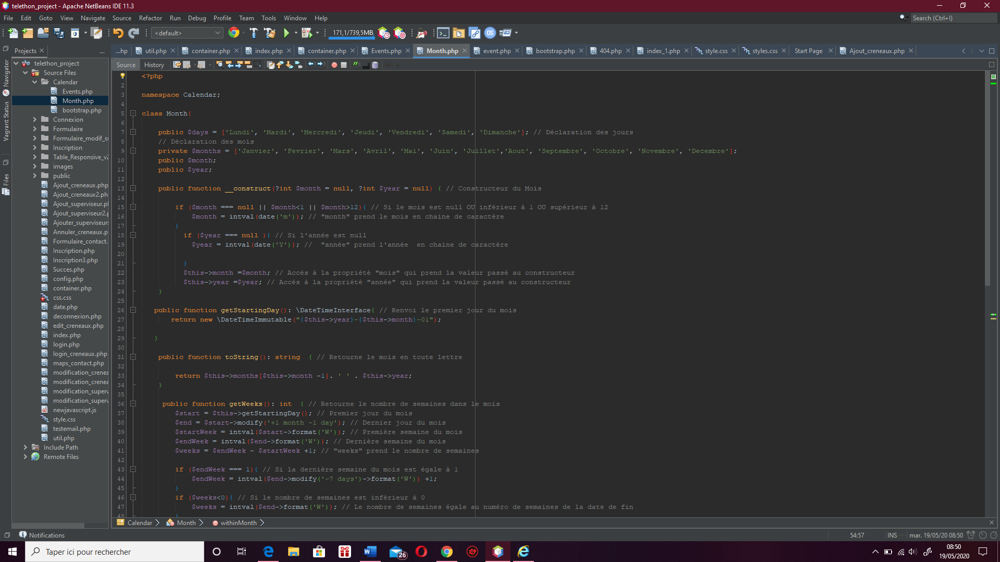 telethon_project - Apache NetBeans IDE 11.3
File Edit Goto View Navigate Source Refactor Run Debug Profile Team Tools Window Help
Search (Ctrl+I)
<default>
171,1/739,5MB
Projects
...hp util.php container.php index.php container.php Events.php Month.php event.php bootstrap.php 404.php index_1.php style.css styles.css Start Page Ajout_creneaux.php
Source History
Navigator
Vagrant Status
Files
telethon_project
Source Files
Calendar
Events.php
Month.php
bootstrap.php
Connexion
Formulaire
Formulaire_modif_su
Inscription
Table_Responsive_v2
images
public
Ajout_creneaux.php
Ajout_creneaux2.ph
Ajout_superviseur.pl
Ajout_superviseur2.p
Ajouter_superviseurs
Annuler_creneaux.p
Formulaire_contact.
Inscription.php
Inscription3.php
Succes.php
config.php
container.php
css.css
date.php
deconnexion.php
edit_creneaux.php
index.php
login.php
login_creneaux.php
maps_contact.php
modification_crenea
modification_crenea
modification_superv
modification_superv
newjavascript.js
style.css
testemail.php
util.php
Include Path
Remote Files
<?php
2
3 namespace Calendar;
4
5 class Month{
6
7 public $days = ['Lundi', 'Mardi', 'Mercredi', 'Jeudi', 'Vendredi', 'Samedi', 'Dimanche']; // Déclaration des jours
8 // Déclaration des mois
9 private $months = ['Janvier', 'Fevrier', 'Mars', 'Avril', 'Mai', 'Juin', 'Juillet','Aout', 'Septembre', 'Octobre', 'Novembre', 'Decembre'];
10 public $month;
11 public $year;
12
13 public function __construct(?int $month = null, ?int $year = null) { // Constructeur du Mois
14
15 if ($month === null || $month<1 || $month>12){ // Si le mois est null OU inférieur à 1 OU supérieur à 12
16 $month = intval(date('m')); // "month" prend le mois en chaine de caractère
17 }
18 if ($year === null ){ // Si l'année est null
19 $year = intval(date('Y')); //  "année" prend l'année  en chaine de caractère
20
21 }
22 $this->month =$month; // Accés à la propriété "mois" qui prend la valeur passé au constructeur
23 $this->year =$year; // Accés à la propriété "année" qui prend la valeur passé au constructeur
24 }
25
26 public function getStartingDay(): \DateTimeInterface{ // Renvoi le premier jour du mois
27 return new \DateTimeImmutable("{$this->year}-{$this->month}-01");
28
29 }
30
31 public function toString(): string  { // Retourne le mois en toute lettre
32
33 return $this->months[$this->month -1]. ' ' . $this->year;
34 }
35
36 public function getWeeks(): int  { // Retourne le nombre de semaines dans le mois
37 $start = $this->getStartingDay(); // Premier jour du mois
38 $end = $start->modify('+1 month -1 day'); // Dernier jour du mois
39 $startWeek = intval($start->format('W')); // Première semaine du mois
40 $endWeek = intval($end->format('W')); // Dernière semaine du mois
41 $weeks = $endWeek - $startWeek +1; // "weeks" prend le nombre de semaines
42
43 if ($endWeek === 1){ // Si la dernière semaine du mois est égale à 1
44 $endWeek = intval($end->modify('-7 days')->format('W')) +1;
45 }
46 if ($weeks<0){ // Si le nombre de semaines est inférieur à 0
47 $weeks = intval($end->format('W')); // Le nombre de semaines égale au numéro de semaines de la date de fin
48 }
Calendar Month withinMonth
Notifications
54:57 INS mar. 19/05/20 08:50
Taper ici pour rechercher
26
08:50
19/05/2020